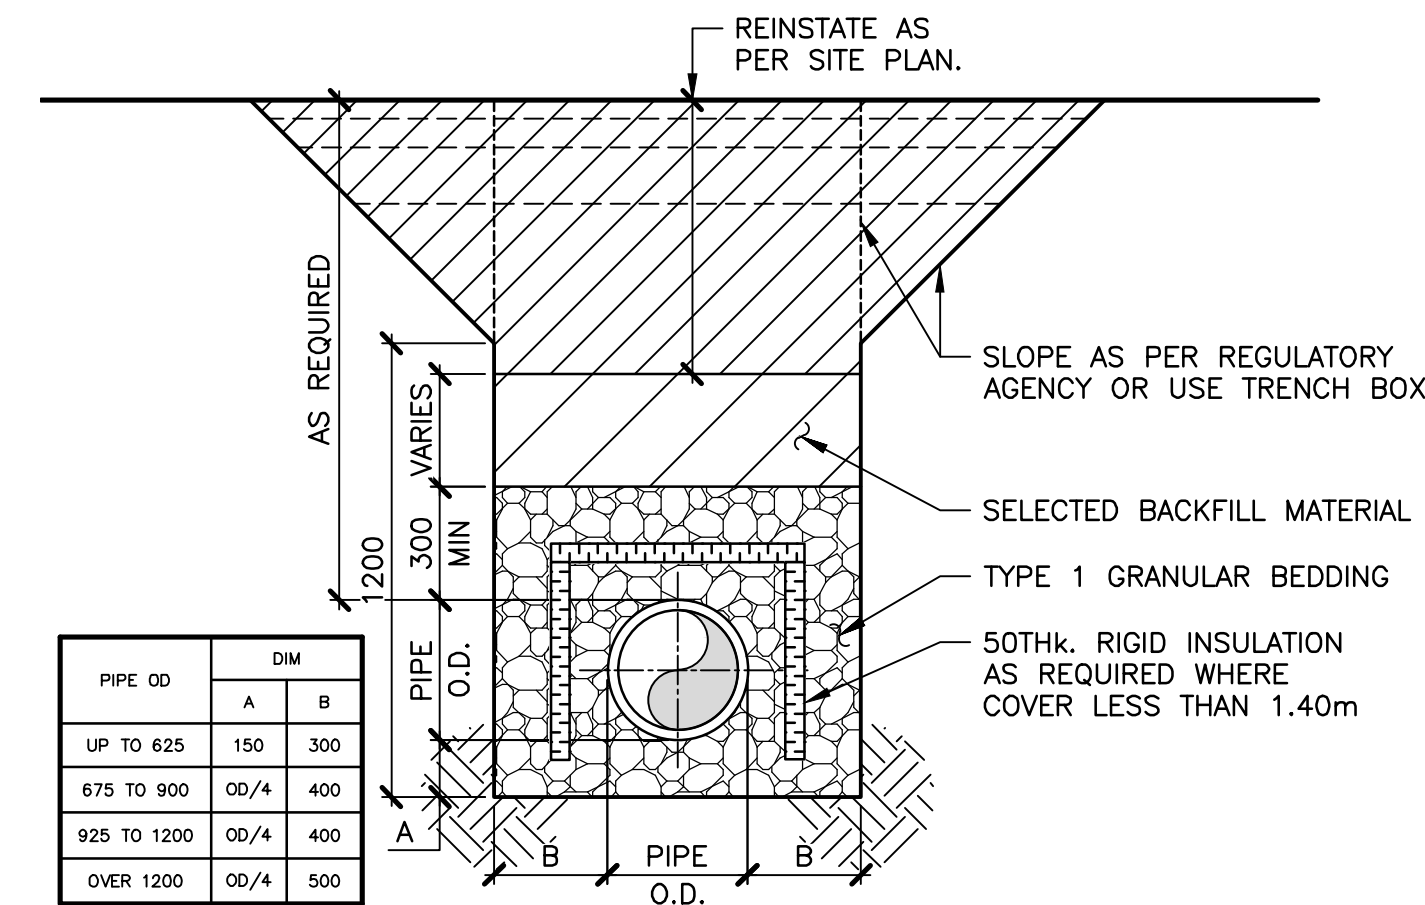 REINSTATE AS
PER SITE PLAN.
AS REQUIRED
1200
VARIES
300
MIN
PIPE
O.D.
A
B
PIPE
O.D.
B
SLOPE AS PER REGULATORY
AGENCY OR USE TRENCH BOX
SELECTED BACKFILL MATERIAL
TYPE 1 GRANULAR BEDDING
50THk. RIGID INSULATION
AS REQUIRED WHERE
COVER LESS THAN 1.40m
PIPE OD DIM
A B
UP TO 625 150 300
675 TO 900 OD/4 400
925 TO 1200 OD/4 400
OVER 1200 OD/4 500